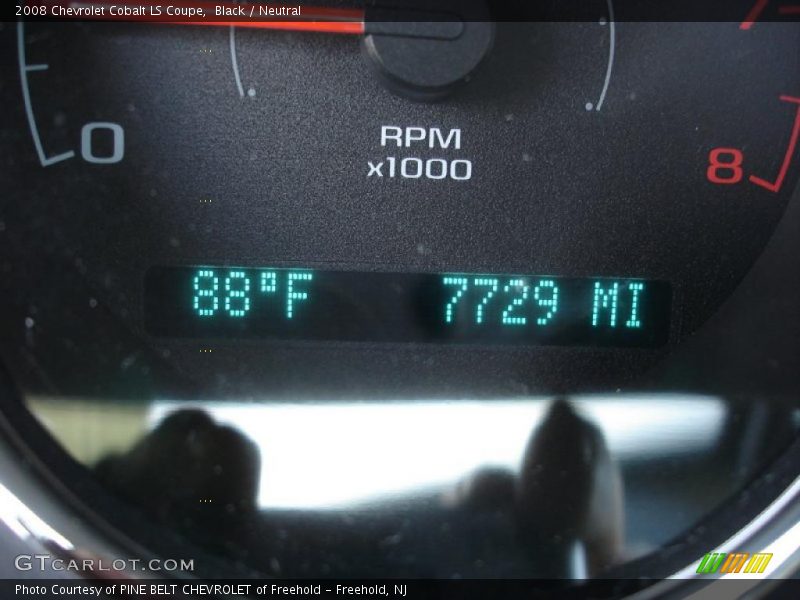 2008 Chevrolet Cobalt LS Coupe,  Black / Neutral
0
RPM
x1000
8
88°F 7729 MI
GTCARLOT.COM
Photo Courtesy of PINE BELT CHEVROLET of Freehold - Freehold, NJ